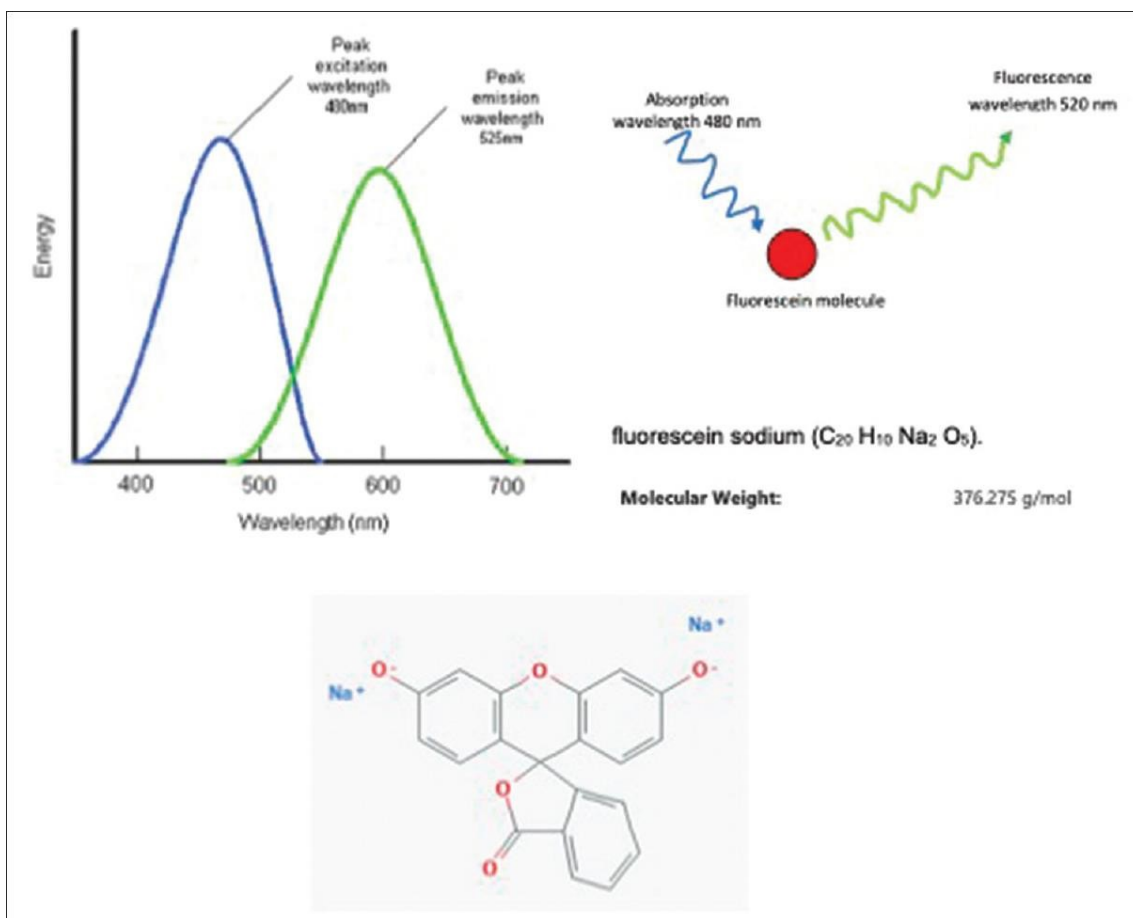 Peak
excitation
wavelength
480nm
Peak
emission
wavelength
525nm
Energy
400
500
600
700
Wavelength (nm)
Absorption
wavelength 480 nm
Fluorescence
wavelength 520 nm
Fluorescein molecule
fluorescein sodium (C₂₀ H₁₀ Na₂ O₅).
Molecular Weight: 376.275 g/mol
Na⁺
O-
O
O-
Na⁺
O
O